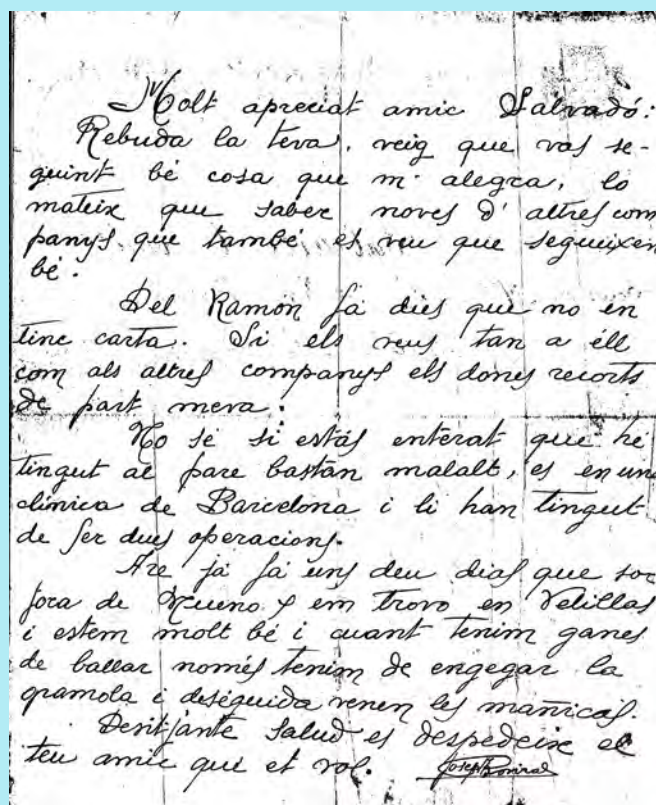 Molt apreciat amic Salvadó:
Rebuda la teva, veig que vas se-
guint bé cosa que m' alegra, lo
mateix que saber noves d' altres com
panys que també es veu que segueixen
bé.
Del Ramon fá dies que no en
tinc carta. Si els veus tan a éll
com als altres companys els dones recorts
de part meva.
No se si estás enterat que he
tingut al pare bastan malalt, es en una
clinica de Barcelona i li han tingut
de fer dues operacions.
Are ja fá uns deu dias que soc
fora de y em trovo en Velillas
i estem molt bé i cuant tenim ganes
de ballar només tenim de engegar la
gramola i deseguida venen les mañicas.
Desitjante Salud es despedeix el
teu amic que et vol. Josep